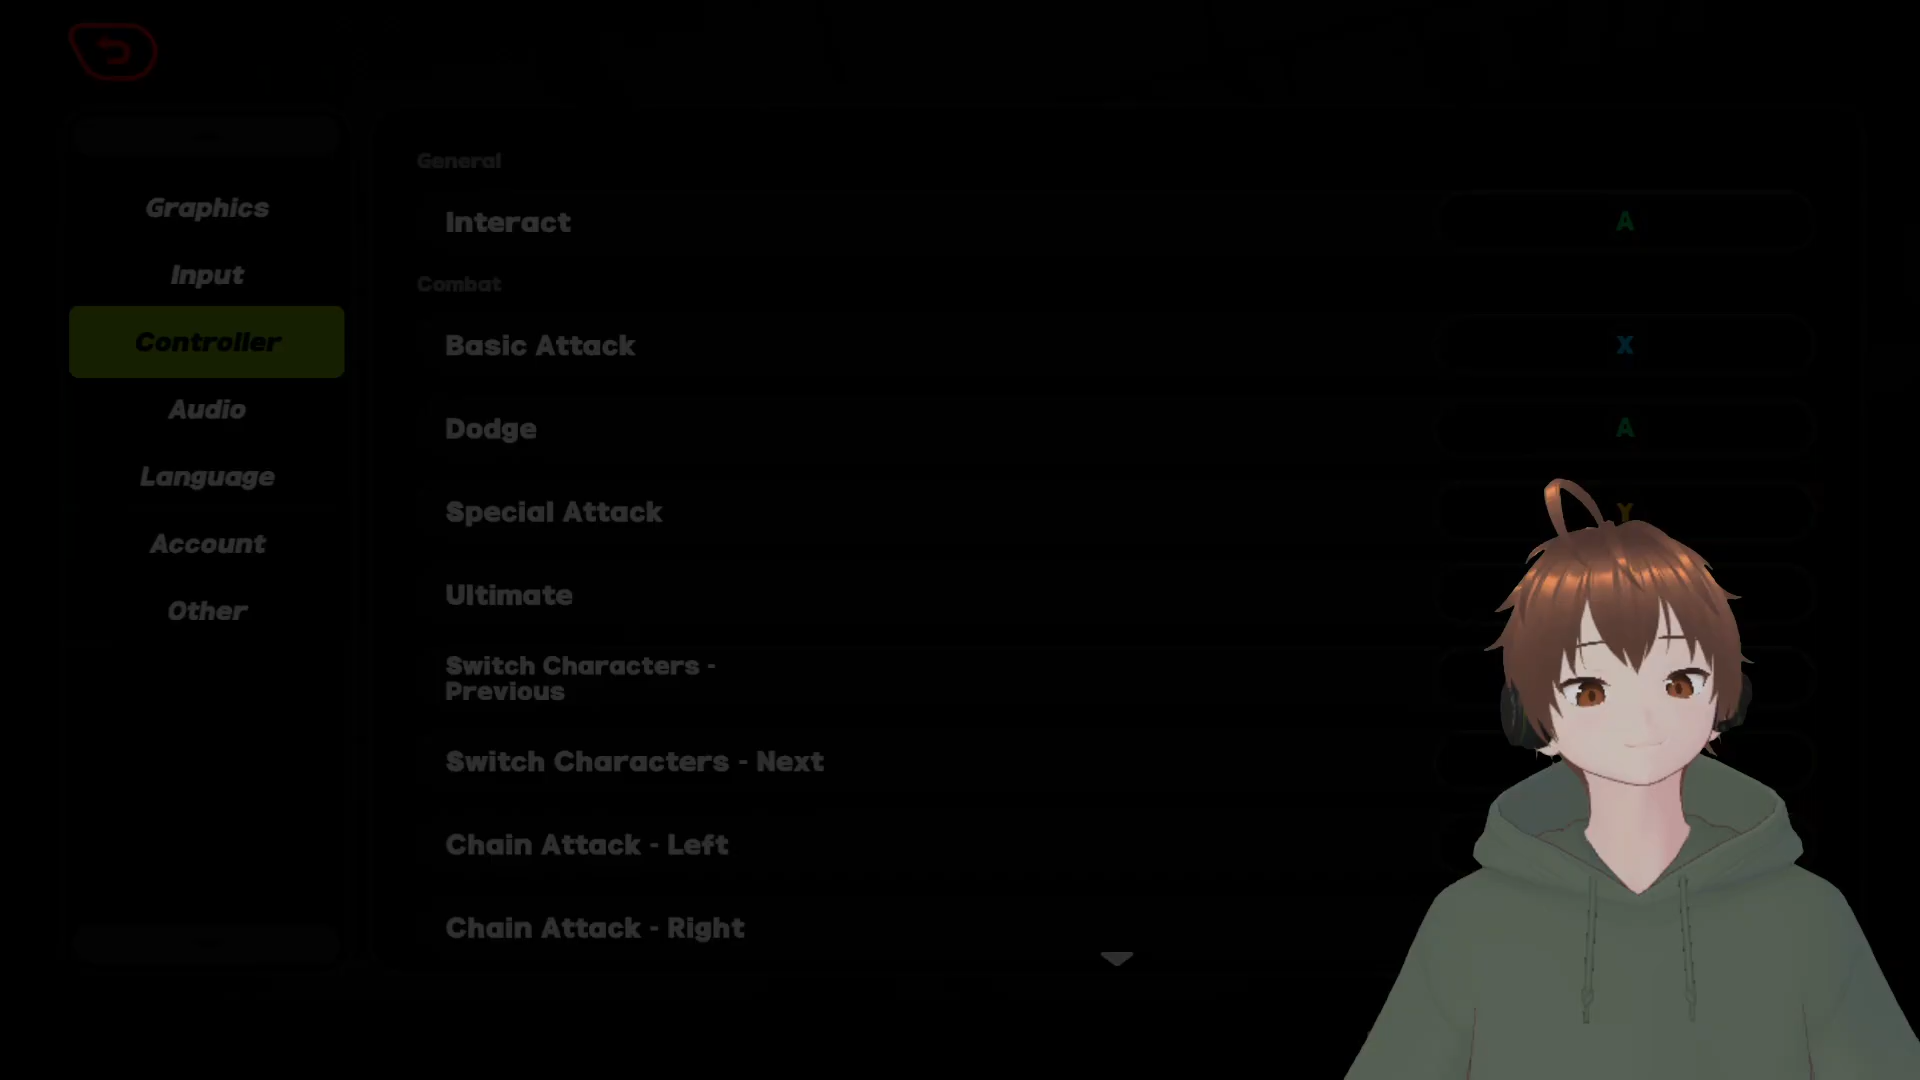 Graphics
Input
Controller
Audio
Language
Account
Other
General
Interact
A
Combat
Basic Attack
X
Dodge
A
Special Attack
Y
Ultimate
Switch Characters -
Previous
Switch Characters - Next
Chain Attack - Left
Chain Attack - Right